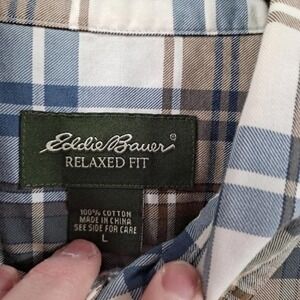 Eddie Bauer®
RELAXED FIT
100% COTTON
MADE IN CHINA
SEE SIDE FOR CARE
L